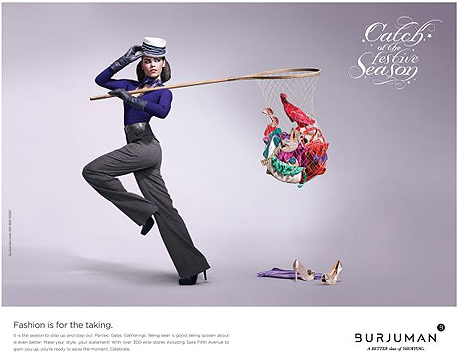 Catch
of the
festive
Season
Fashion is for the taking.
It is the season to step up and step out. Parties. Galas. Gatherings. Being seen is good, being spoken about
is even better. Make your style, your statement! With over 300 elite stores including Saks Fifth Avenue to
glam you up, you're ready to seize the moment. Celebrate.
BURJUMAN
A BETTER class of SHOPPING.